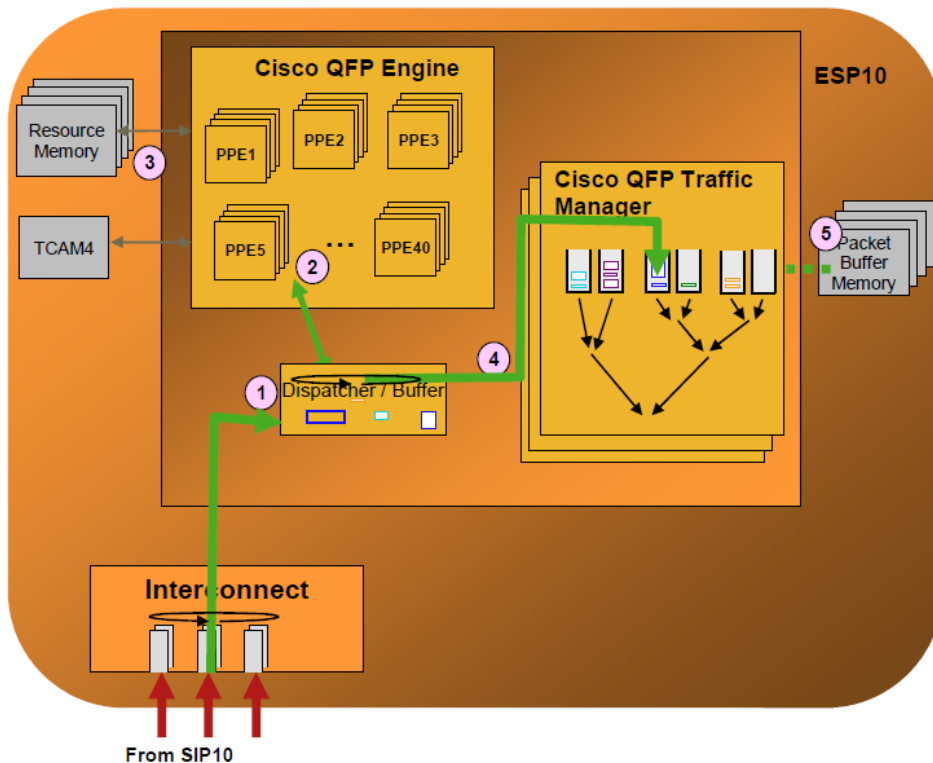 Cisco QFP Engine
ESP10
Resource
Memory
3
PPE1
PPE2
PPE3
TCAM4
PPE5
...
PPE40
2
Cisco QFP Traffic
Manager
5
Packet
Buffer
Memory
4
1
Dispatcher / Buffer
Interconnect
From SIP10